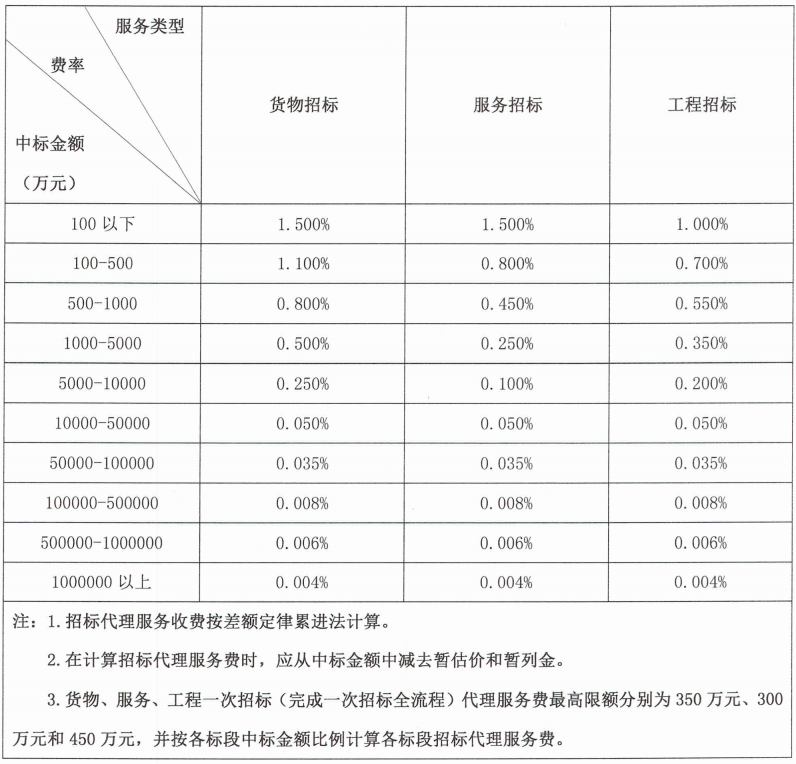 服务类型
费率
中标金额
（万元）
货物招标 服务招标 工程招标
100 以下 1.500% 1.500% 1.000%
100-500 1.100% 0.800% 0.700%
500-1000 0.800% 0.450% 0.550%
1000-5000 0.500% 0.250% 0.350%
5000-10000 0.250% 0.100% 0.200%
10000-50000 0.050% 0.050% 0.050%
50000-100000 0.035% 0.035% 0.035%
100000-500000 0.008% 0.008% 0.008%
500000-1000000 0.006% 0.006% 0.006%
1000000 以上 0.004% 0.004% 0.004%
注：1.招标代理服务收费按差额定律累进法计算。
2.在计算招标代理服务费时，应从中标金额中减去暂估价和暂列金。
3.货物、服务、工程一次招标（完成一次招标全流程）代理服务费最高限额分别为 350 万元、300
万元和 450 万元，并按各标段中标金额比例计算各标段招标代理服务费。